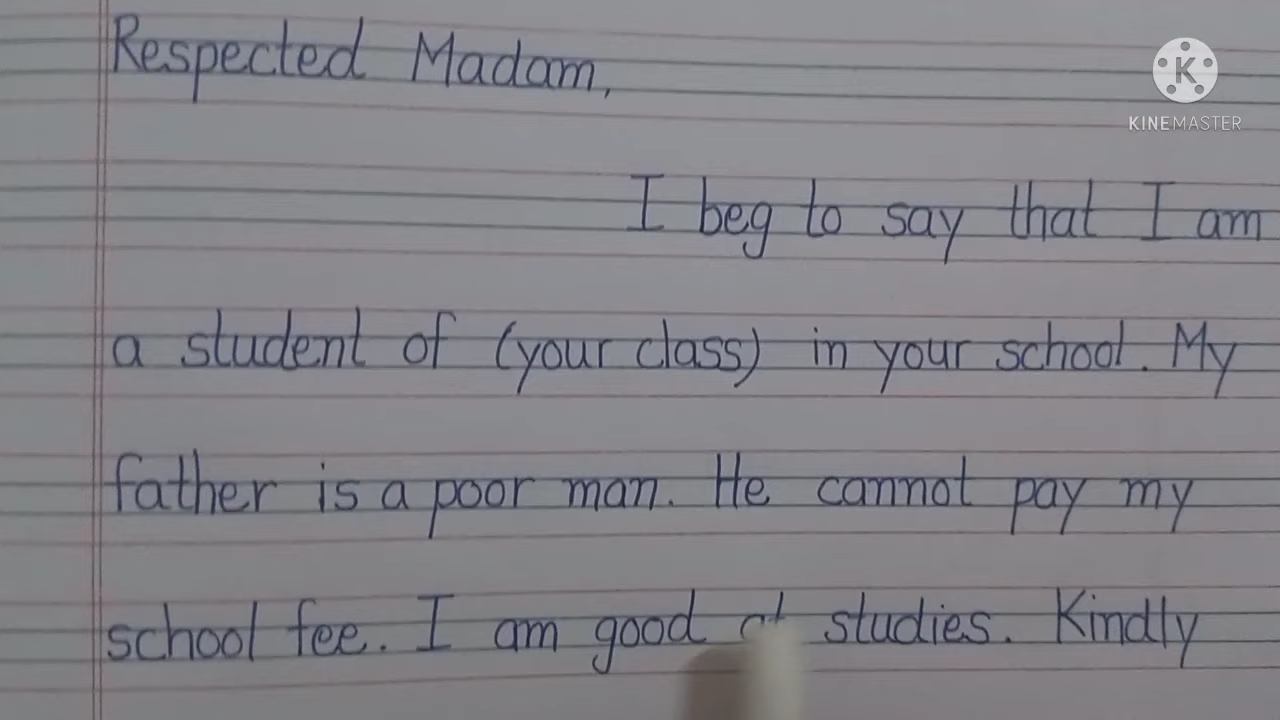 Respected Madam,
K
KINEMASTER
I beg to say that I am
a student of (your class) in your school. My
father is a poor man. He cannot pay my
school fee. I am good at studies. Kindly